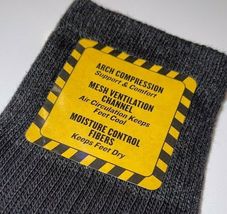 ARCH COMPRESSION
Support & Comfort
MESH VENTILATION
CHANNEL
Air Circulation Keeps
Feet Cool
MOISTURE CONTROL
FIBERS
Keeps Feet Dry